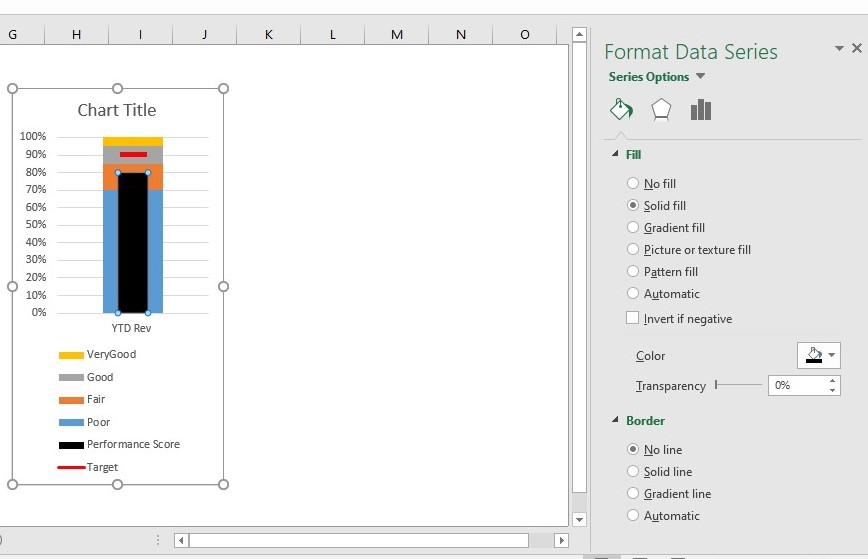 G H I J K L M N O
Format Data Series
Series Options
Chart Title
100%
90%
80%
70%
60%
50%
40%
30%
20%
10%
0%
YTD Rev
VeryGood
Good
Fair
Poor
Performance Score
Target
Fill
No fill
Solid fill
Gradient fill
Picture or texture fill
Pattern fill
Automatic
Invert if negative
Color
Transparency 0%
Border
No line
Solid line
Gradient line
Automatic